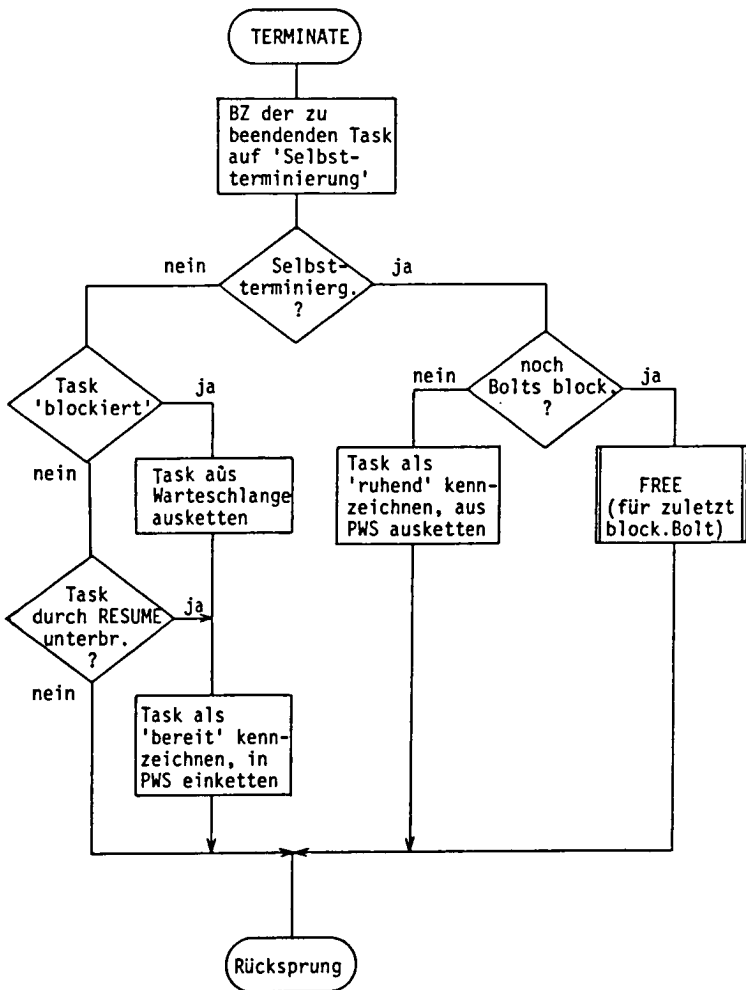 TERMINATE
BZ der zu
beendenden Task
auf 'Selbst-
terminierung'
nein
Selbst-
terminierg.
?
ja
Task
'blockiert'
ja
nein
nein
noch
Bolts block.
?
ja
Task aus
Warteschlange
ausketten
Task als
'ruhend' kenn-
zeichnen, aus
PWS ausketten
FREE
(für zuletzt
block.Bolt)
Task
durch RESUME
unterbr.
?
ja
nein
Task als
'bereit' kenn-
zeichnen, in
PWS einketten
Rücksprung